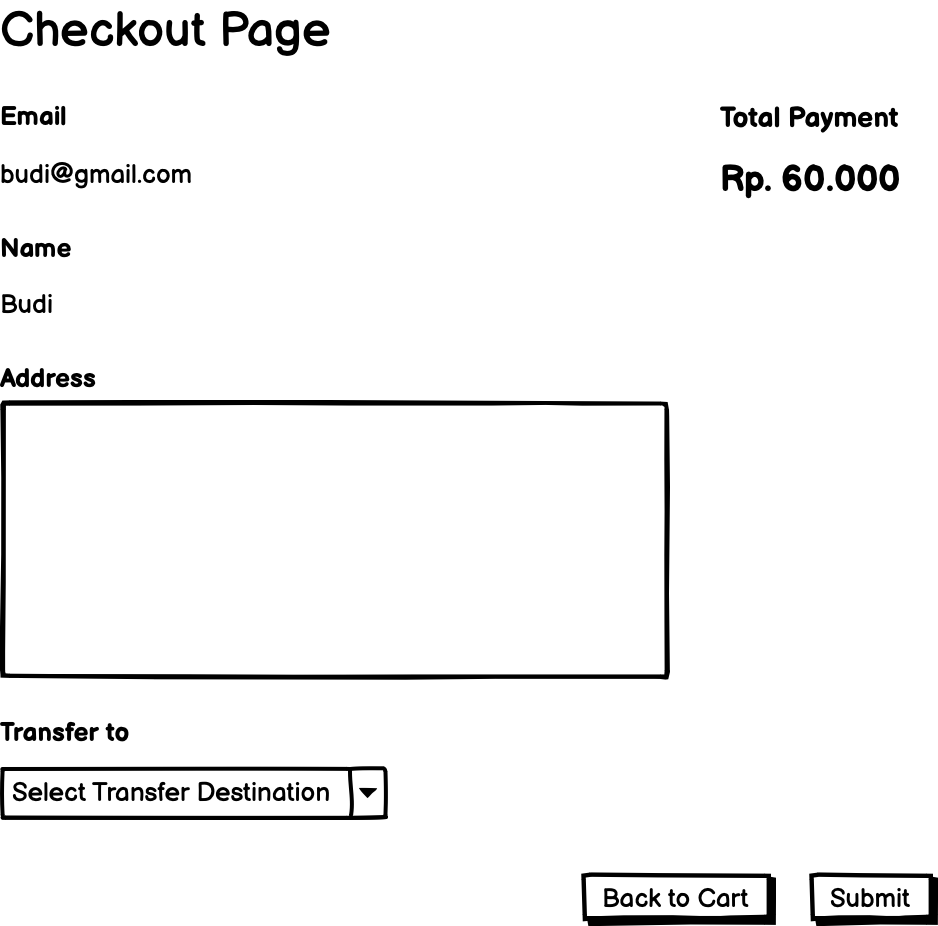 Checkout Page
Email
budi@gmail.com
Total Payment
Rp. 60.000
Name
Budi
Address
Transfer to
Select Transfer Destination
Back to Cart
Submit